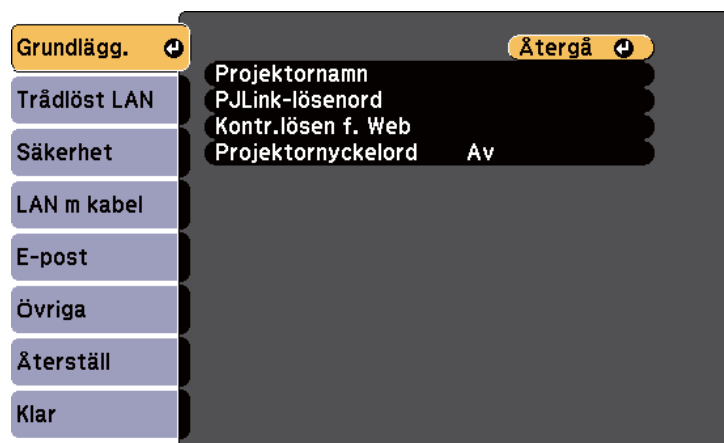 Grundlägg.
Återgå
Projektornamn
PJLink-lösenord
Kontr.lösen f. Web
Projektornyckelord Av
Trådlöst LAN
Säkerhet
LAN m kabel
E-post
Övriga
Återställ
Klar